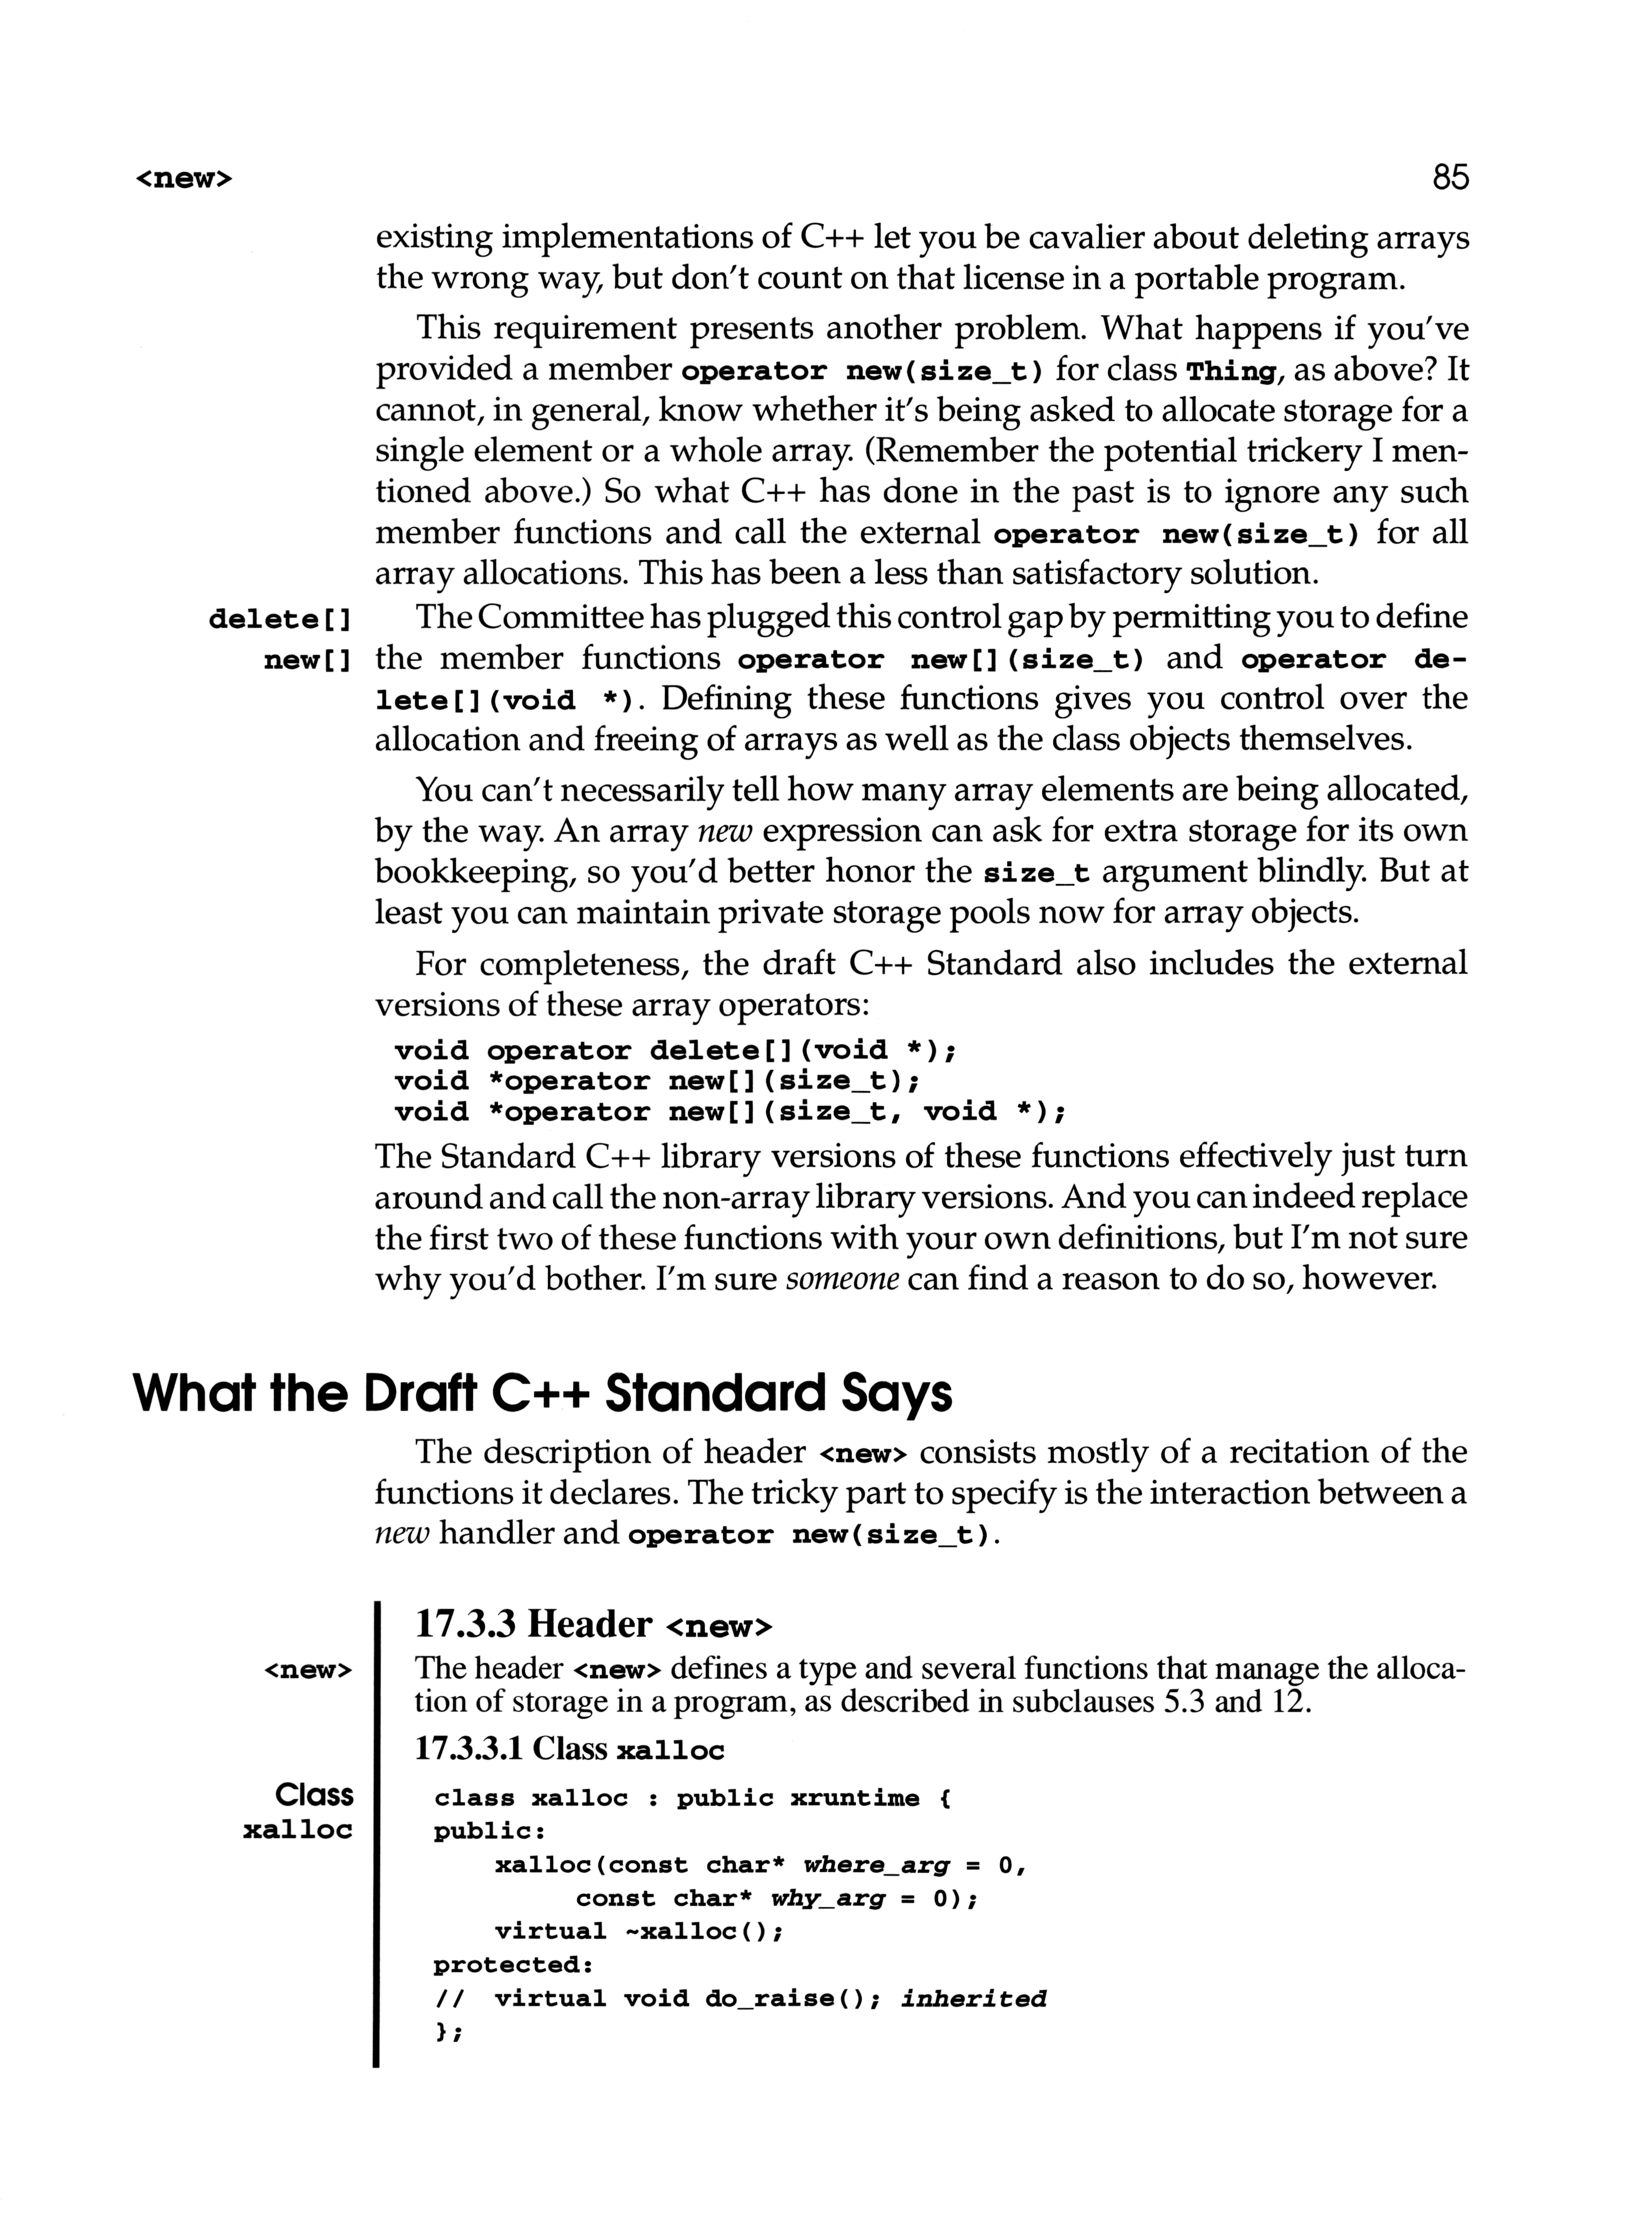 <new> 85
existing implementations of C++ let you be cavalier about deleting arrays
the wrong way, but don't count on that license in a portable program.
This requirement presents another problem. What happens if you've
provided a member operator new(size_t) for class Thing, as above? It
cannot, in general, know whether it's being asked to allocate storage for a
single element or a whole array. (Remember the potential trickery I men-
tioned above.) So what C++ has done in the past is to ignore any such
member functions and call the external operator new(size_t) for all
array allocations. This has been a less than satisfactory solution.
delete[] The Committee has plugged this control gap by permitting you to define
new[] the member functions operator new[](size_t) and operator de-
lete[](void *). Defining these functions gives you control over the
allocation and freeing of arrays as well as the class objects themselves.
You can't necessarily tell how many array elements are being allocated,
by the way. An array new expression can ask for extra storage for its own
bookkeeping, so you'd better honor the size_t argument blindly. But at
least you can maintain private storage pools now for array objects.
For completeness, the draft C++ Standard also includes the external
versions of these array operators:
void operator delete[](void *);
void *operator new[](size_t);
void *operator new[](size_t, void *);
The Standard C++ library versions of these functions effectively just turn
around and call the non-array library versions. And you can indeed replace
the first two of these functions with your own definitions, but I'm not sure
why you'd bother. I'm sure someone can find a reason to do so, however.
What the Draft C++ Standard Says
The description of header <new> consists mostly of a recitation of the
functions it declares. The tricky part to specify is the interaction between a
new handler and operator new(size_t).
17.3.3 Header <new>
<new> The header <new> defines a type and several functions that manage the alloca-
tion of storage in a program, as described in subclauses 5.3 and 12.
17.3.3.1 Class xalloc
Class class xalloc : public xruntime {
xalloc public:
xalloc(const char* where_arg = 0,
const char* why_arg = 0);
virtual ~xalloc();
protected:
// virtual void do_raise(); inherited
};